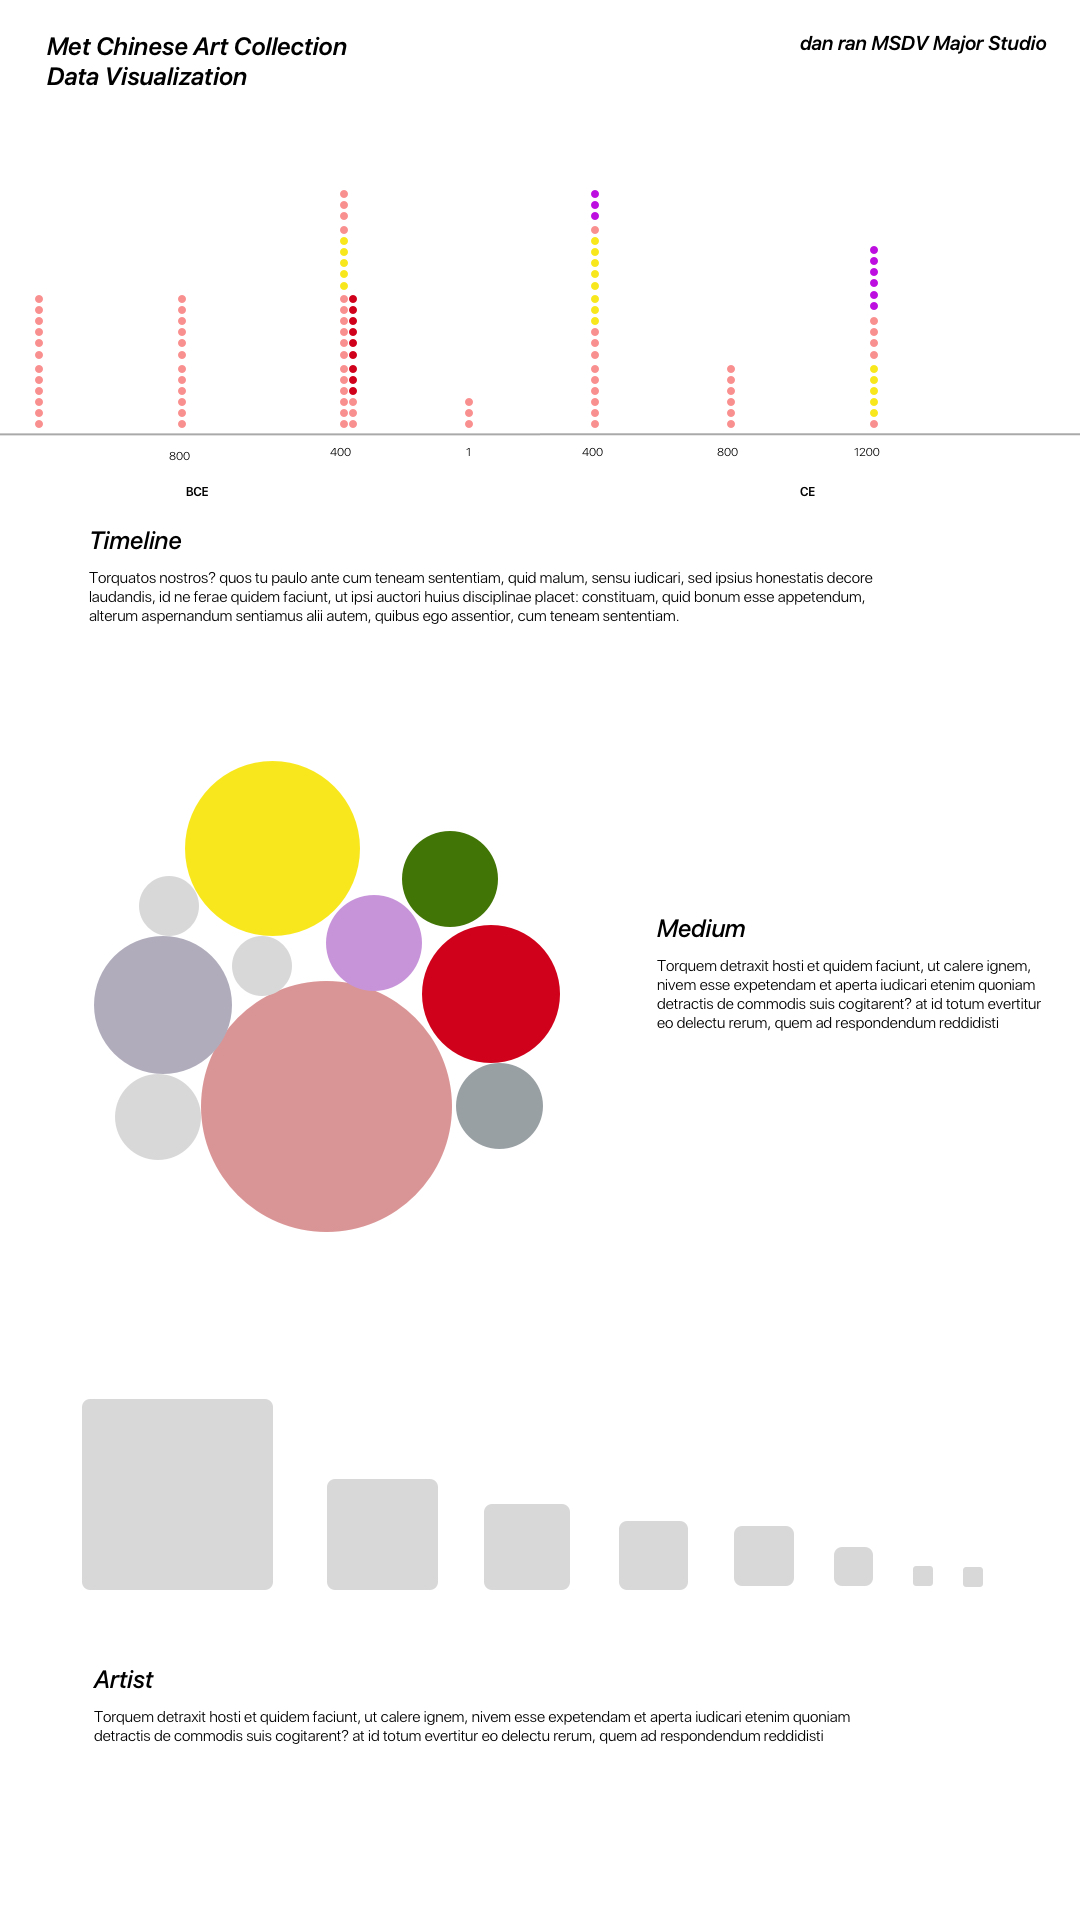 Met Chinese Art Collection
Data Visualization
dan ran MSDV Major Studio
800
400
1
400
800
1200
BCE
CE
Timeline
Torquatos nostros? quos tu paulo ante cum teneam sententiam, quid malum, sensu iudicari, sed ipsius honestatis decore
laudandis, id ne ferae quidem faciunt, ut ipsi auctori huius disciplinae placet: constituam, quid bonum esse appetendum,
alterum aspernandum sentiamus alii autem, quibus ego assentior, cum teneam sententiam.
Medium
Torquem detraxit hosti et quidem faciunt, ut calere ignem,
nivem esse expetendam et aperta iudicari etenim quoniam
detractis de commodis suis cogitarent? at id totum evertitur
eo delectu rerum, quem ad respondendum reddidisti
Artist
Torquem detraxit hosti et quidem faciunt, ut calere ignem, nivem esse expetendam et aperta iudicari etenim quoniam
detractis de commodis suis cogitarent? at id totum evertitur eo delectu rerum, quem ad respondendum reddidisti